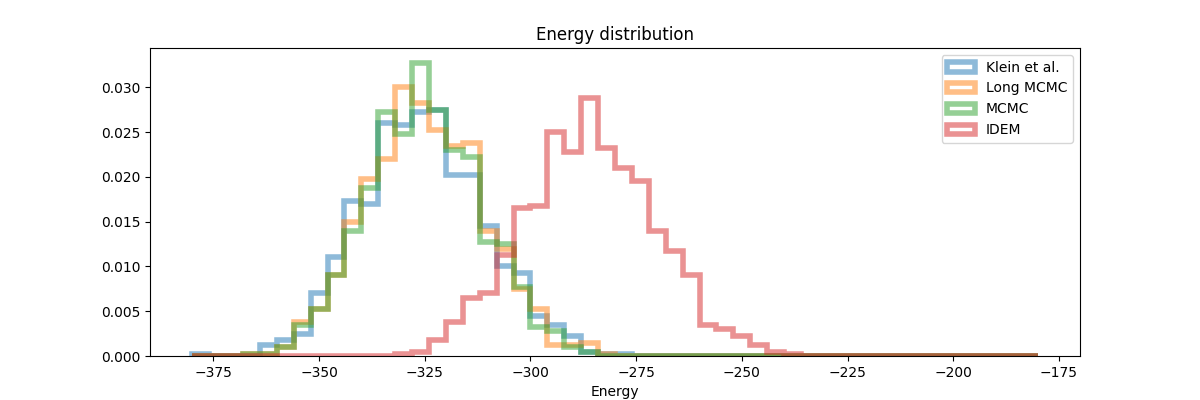 Energy distribution
Klein et al.
Long MCMC
MCMC
IDEM
0.030
0.025
0.020
0.015
0.010
0.005
0.000
−375
−350
−325
−300
−275
−250
−225
−200
−175
Energy